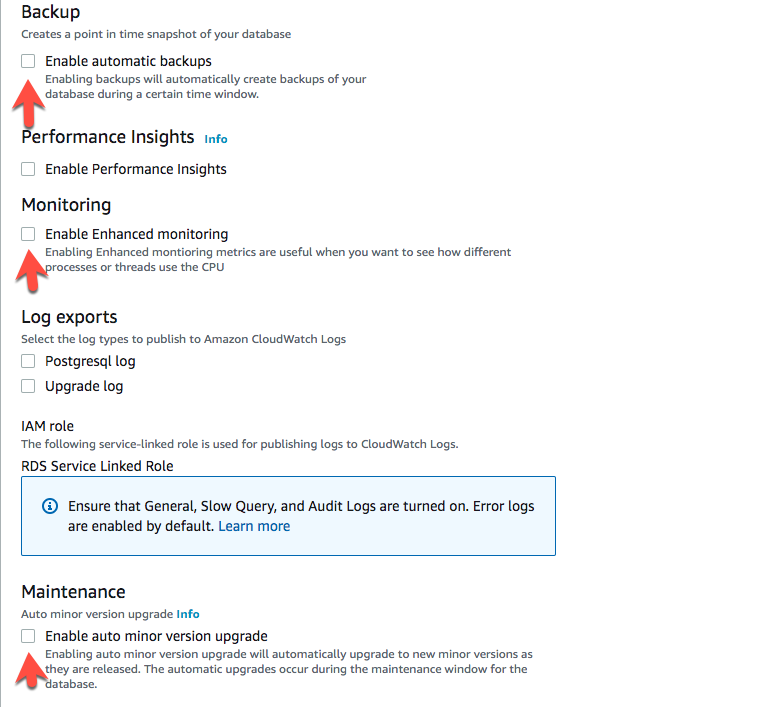 Backup
Creates a point in time snapshot of your database
Enable automatic backups
Enabling backups will automatically create backups of your
database during a certain time window.
Performance Insights Info
Enable Performance Insights
Monitoring
Enable Enhanced monitoring
Enabling Enhanced montioring metrics are useful when you want to see how different
processes or threads use the CPU
Log exports
Select the log types to publish to Amazon CloudWatch Logs
Postgresql log
Upgrade log
IAM role
The following service-linked role is used for publishing logs to CloudWatch Logs.
RDS Service Linked Role
Ensure that General, Slow Query, and Audit Logs are turned on. Error logs
are enabled by default. Learn more
Maintenance
Auto minor version upgrade Info
Enable auto minor version upgrade
Enabling auto minor version upgrade will automatically upgrade to new minor versions as
they are released. The automatic upgrades occur during the maintenance window for the
database.